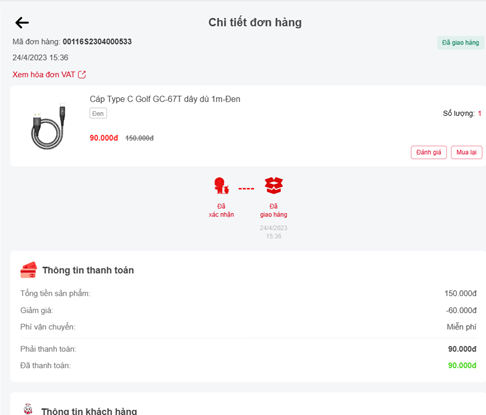 Chi tiết đơn hàng
Mã đơn hàng: 00116S2304000533
Đã giao hàng
24/4/2023 15:36
Xem hóa đơn VAT
Cáp Type C Golf GC-67T dây dù 1m-Đen
Đen
Số lượng: 1
90.000đ 150.000đ
Đánh giá Mua lại
Đã xác nhận
Đã giao hàng
24/4/2023
15:36
Thông tin thanh toán
Tổng tiền sản phẩm: 150.000đ
Giảm giá: -60.000đ
Phí vận chuyển: Miễn phí
Phải thanh toán: 90.000đ
Đã thanh toán: 90.000đ
Thông tin khách hàng